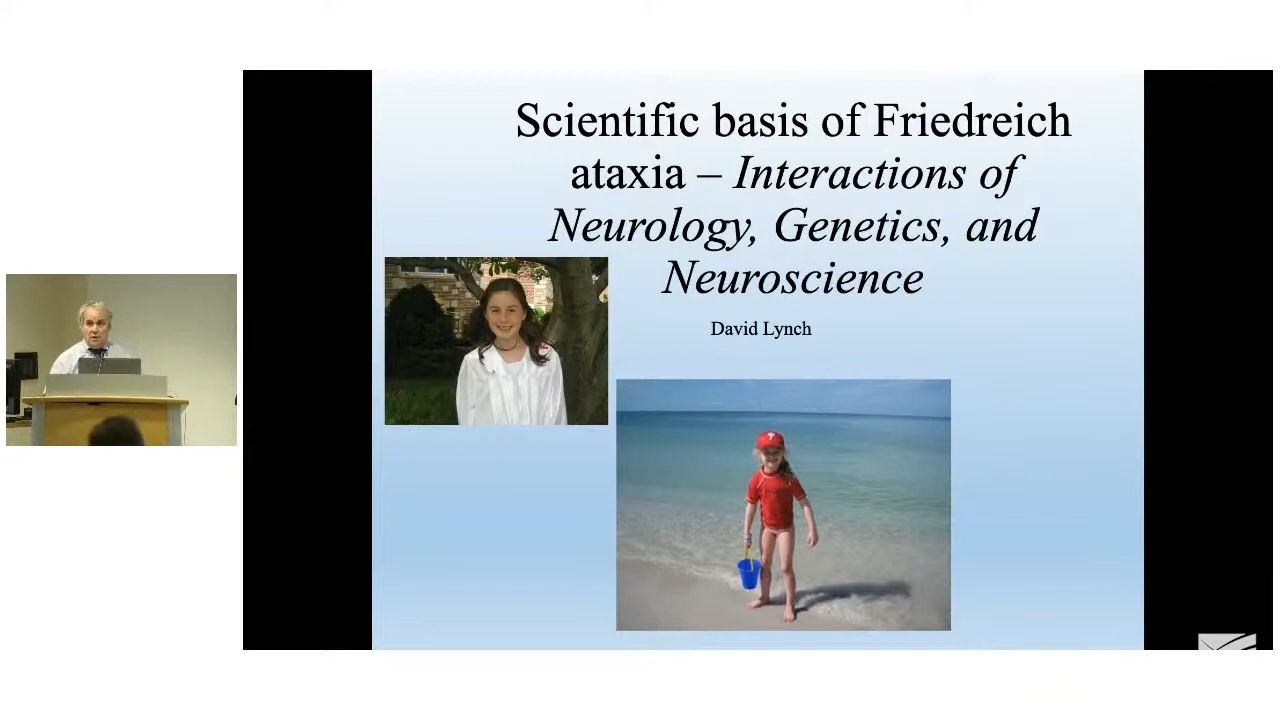 Scientific basis of Friedreich
ataxia – Interactions of
Neurology, Genetics, and
Neuroscience
David Lynch